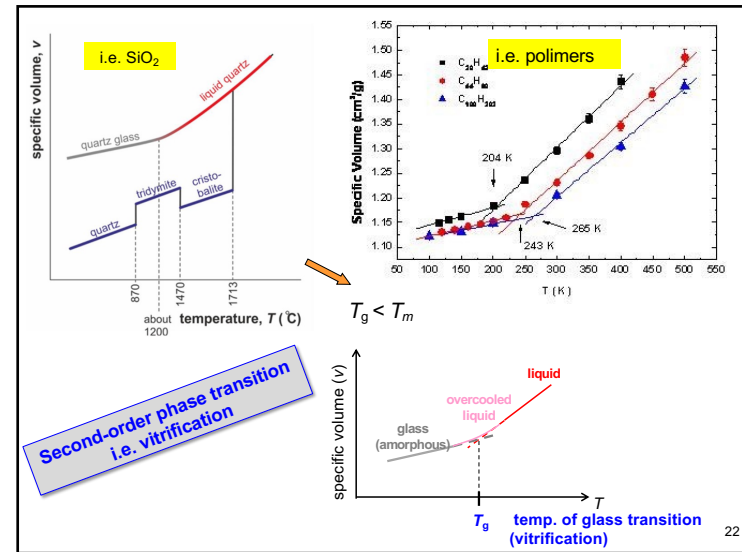 i.e. SiO₂
specific volume, v
liquid quartz
quartz glass
tridymite
cristo-
balite
quartz
870
1470
1713
about
1200
temperature, T (°C)
i.e. polimers
Specific Volume (cm³/g)
1.55
1.50
1.45
1.40
1.35
1.30
1.25
1.20
1.15
1.10
204 K
265 K
243 K
50 100 150 200 250 300 350 400 450 500 550
T (K)
Tg < Tm
Second-order phase transition
i.e. vitrification
specific volume (v)
liquid
overcooled
liquid
glass
(amorphous)
T
Tg temp. of glass transition
(vitrification)
22